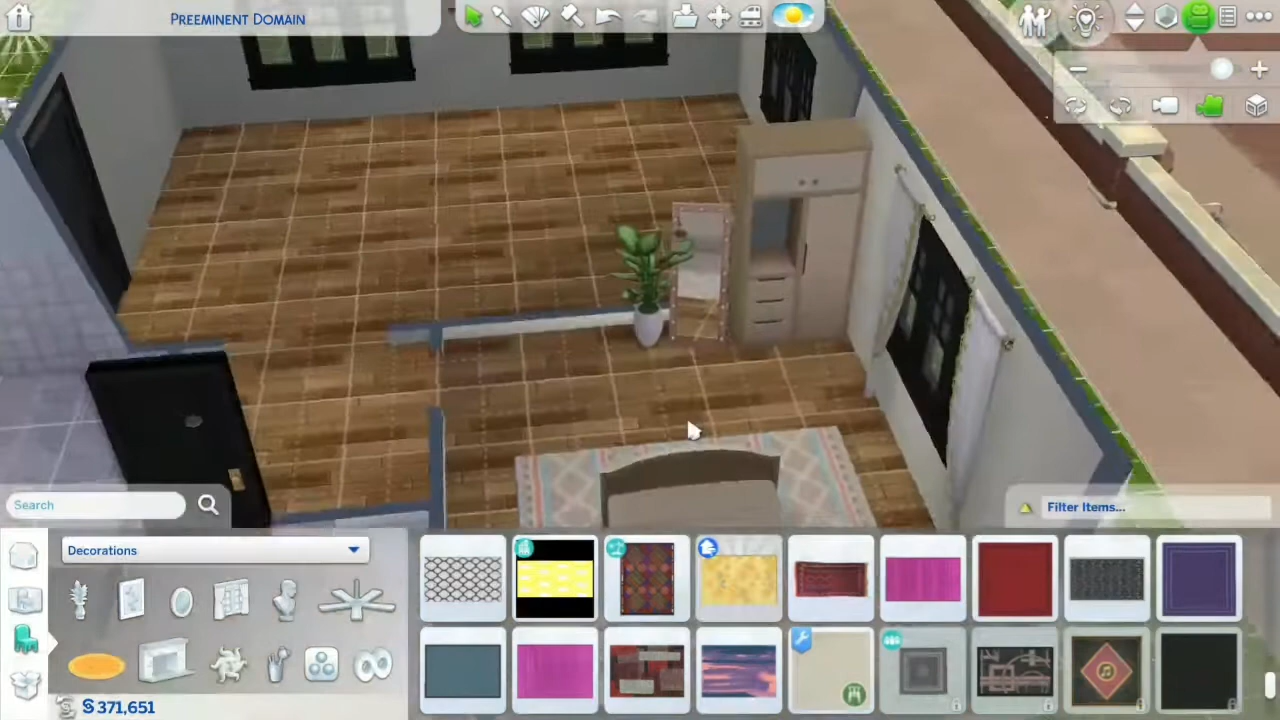 PREEMINENT DOMAIN
Search
Filter Items...
Decorations
§371,651